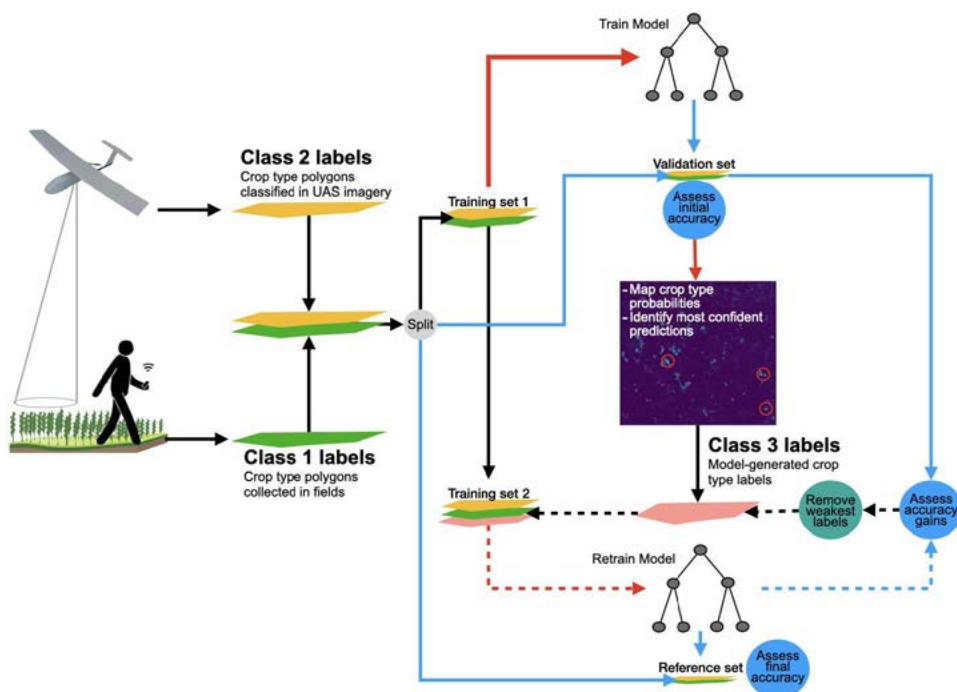 Train Model
Class 2 labels
Crop type polygons
classified in UAS imagery
Training set 1
Validation set
Assess
initial
accuracy
Split
- Map crop type
probabilities
- Identify most confident
predictions
Class 1 labels
Crop type polygons
collected in fields
Class 3 labels
Model-generated crop
type labels
Training set 2
Remove
weakest
labels
Assess
accuracy
gains
Retrain Model
Reference set
Assess
final
accuracy